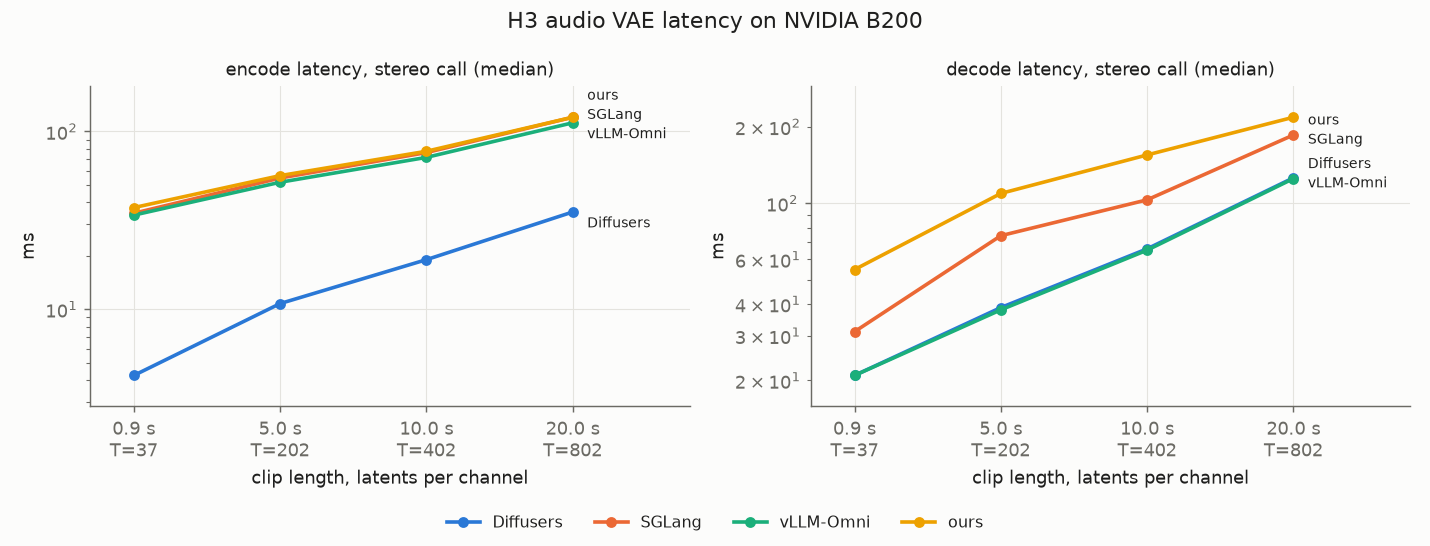 H3 audio VAE latency on NVIDIA B200
encode latency, stereo call (median)
ms
10²
10¹
ours
SGLang
vLLM-Omni
Diffusers
0.9 s
T=37
5.0 s
T=202
10.0 s
T=402
20.0 s
T=802
clip length, latents per channel
decode latency, stereo call (median)
ms
2 × 10²
10²
6 × 10¹
4 × 10¹
3 × 10¹
2 × 10¹
ours
SGLang
Diffusers
vLLM-Omni
0.9 s
T=37
5.0 s
T=202
10.0 s
T=402
20.0 s
T=802
clip length, latents per channel
Diffusers
SGLang
vLLM-Omni
ours